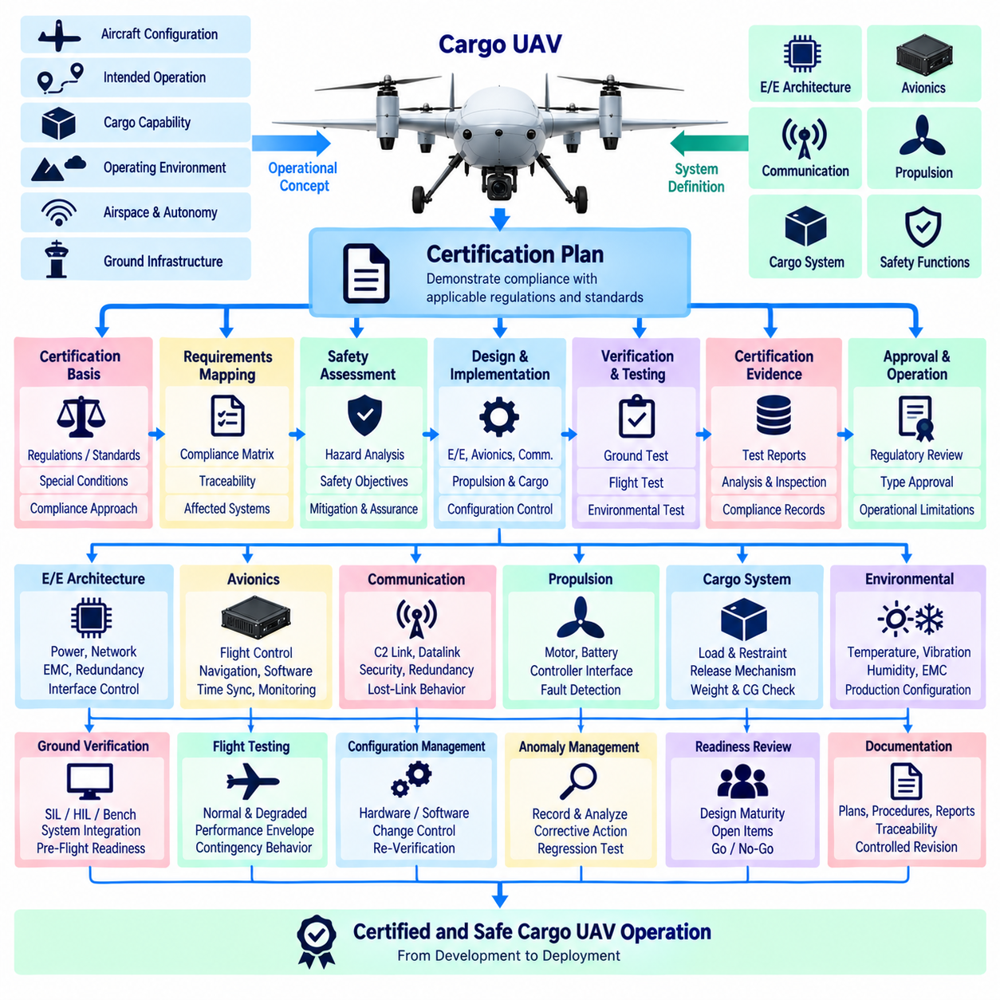 Cargo UAV
Aircraft Configuration
Intended Operation
Cargo Capability
Operating Environment
Airspace & Autonomy
Ground Infrastructure
Operational
Concept
System
Definition
E/E Architecture
Avionics
Communication
Propulsion
Cargo System
Safety Functions
Certification Plan
Demonstrate compliance with
applicable regulations and standards
Certification
Basis
Regulations / Standards
Special Conditions
Compliance Approach
Requirements
Mapping
Compliance Matrix
Traceability
Affected Systems
Safety
Assessment
Hazard Analysis
Safety Objectives
Mitigation & Assurance
Design &
Implementation
E/E, Avionics, Comm.
Propulsion & Cargo
Configuration Control
Verification
& Testing
Ground Test
Flight Test
Environmental Test
Certification
Evidence
Test Reports
Analysis & Inspection
Compliance Records
Approval &
Operation
Regulatory Review
Type Approval
Operational Limitations
E/E Architecture
Power, Network
EMC, Redundancy
Interface Control
Avionics
Flight Control
Navigation, Software
Time Sync, Monitoring
Communication
C2 Link, Datalink
Security, Redundancy
Lost-Link Behavior
Propulsion
Motor, Battery
Controller Interface
Fault Detection
Cargo System
Load & Restraint
Release Mechanism
Weight & CG Check
Environmental
Temperature, Vibration
Humidity, EMC
Production Configuration
Ground Verification
SIL / HIL / Bench
System Integration
Pre-Flight Readiness
Flight Testing
Normal & Degraded
Performance Envelope
Contingency Behavior
Configuration Management
Hardware / Software
Change Control
Re-Verification
Anomaly Management
Record & Analyze
Corrective Action
Regression Test
Readiness Review
Design Maturity
Open Items
Go / No-Go
Documentation
Plans, Procedures, Reports
Traceability
Controlled Revision
Certified and Safe Cargo UAV Operation
From Development to Deployment